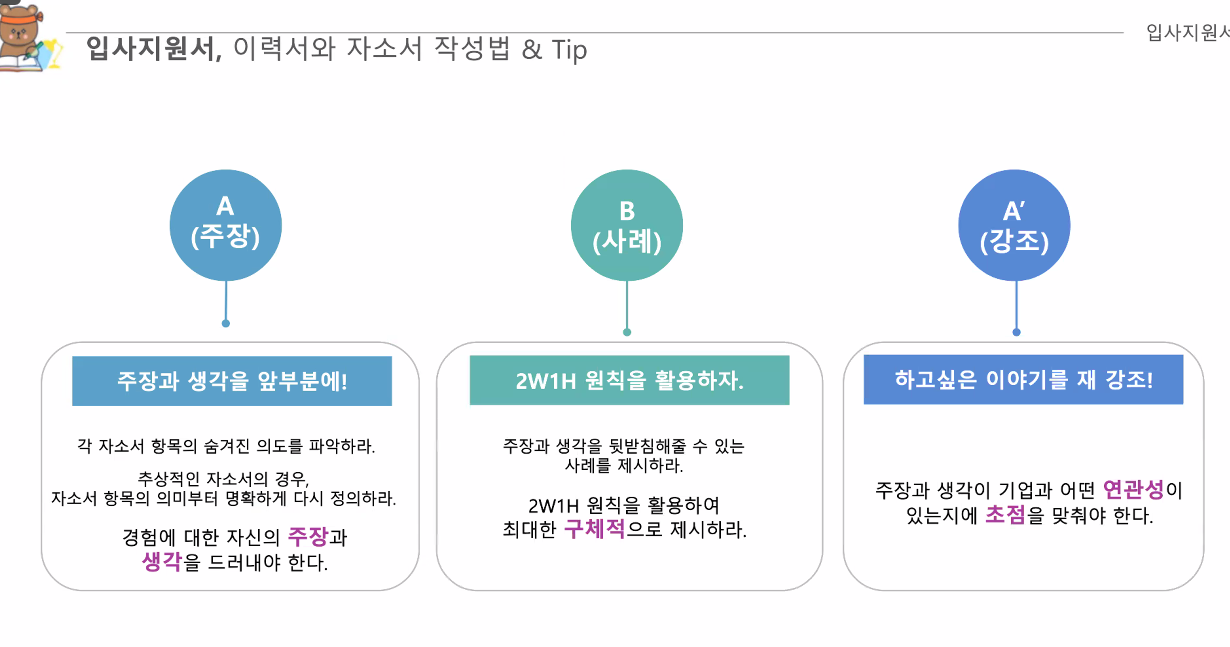 입사지원서, 이력서와 자소서 작성법 & Tip
입사지원서
A
(주장)
주장과 생각을 앞부분에!
각 자소서 항목의 숨겨진 의도를 파악하라.
추상적인 자소서의 경우,
자소서 항목의 의미부터 명확하게 다시 정의하라.
경험에 대한 자신의 주장과
생각을 드러내야 한다.
B
(사례)
2W1H 원칙을 활용하자.
주장과 생각을 뒷받침해줄 수 있는
사례를 제시하라.
2W1H 원칙을 활용하여
최대한 구체적으로 제시하라.
A′
(강조)
하고싶은 이야기를 재 강조!
주장과 생각이 기업과 어떤 연관성이
있는지에 초점을 맞춰야 한다.